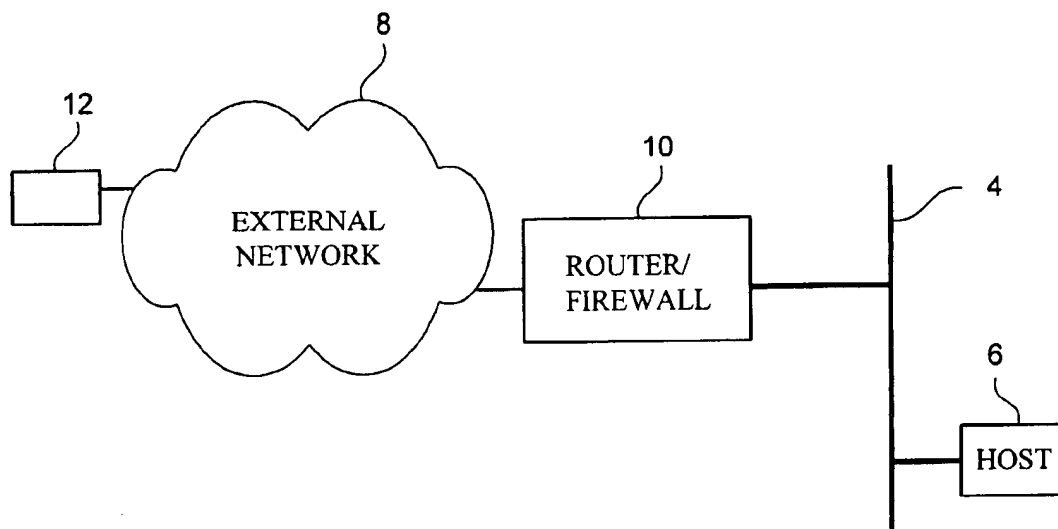 8
12
10
4
EXTERNAL
NETWORK
ROUTER/
FIREWALL
6
HOST